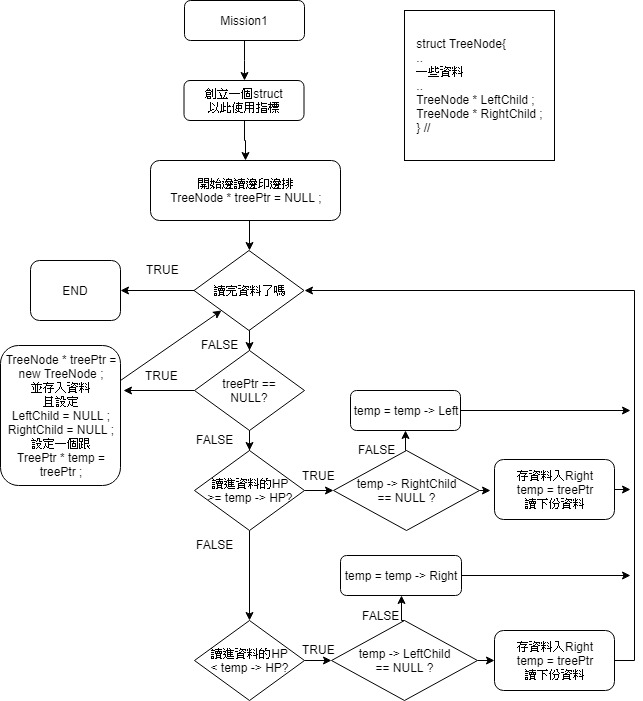 Mission1
struct TreeNode{
..
一些資料
..
TreeNode * LeftChild ;
TreeNode * RightChild ;
} //
創立一個struct
以此使用指標
開始邊讀邊印邊排
TreeNode * treePtr = NULL ;
TRUE
END
讀完資料了嗎
FALSE
TreeNode * treePtr =
new TreeNode ;
並存入資料
且設定
LeftChild = NULL ;
RightChild = NULL ;
設定一個跟
TreePtr * temp =
treePtr ;
TRUE
treePtr ==
NULL?
FALSE
temp = temp -> Left
FALSE
讀進資料的HP
>= temp -> HP?
TRUE
temp -> RightChild
== NULL ?
存資料入Right
temp = treePtr
讀下份資料
FALSE
temp = temp -> Right
FALSE
讀進資料的HP
< temp -> HP?
TRUE
temp -> LeftChild
== NULL ?
存資料入Right
temp = treePtr
讀下份資料